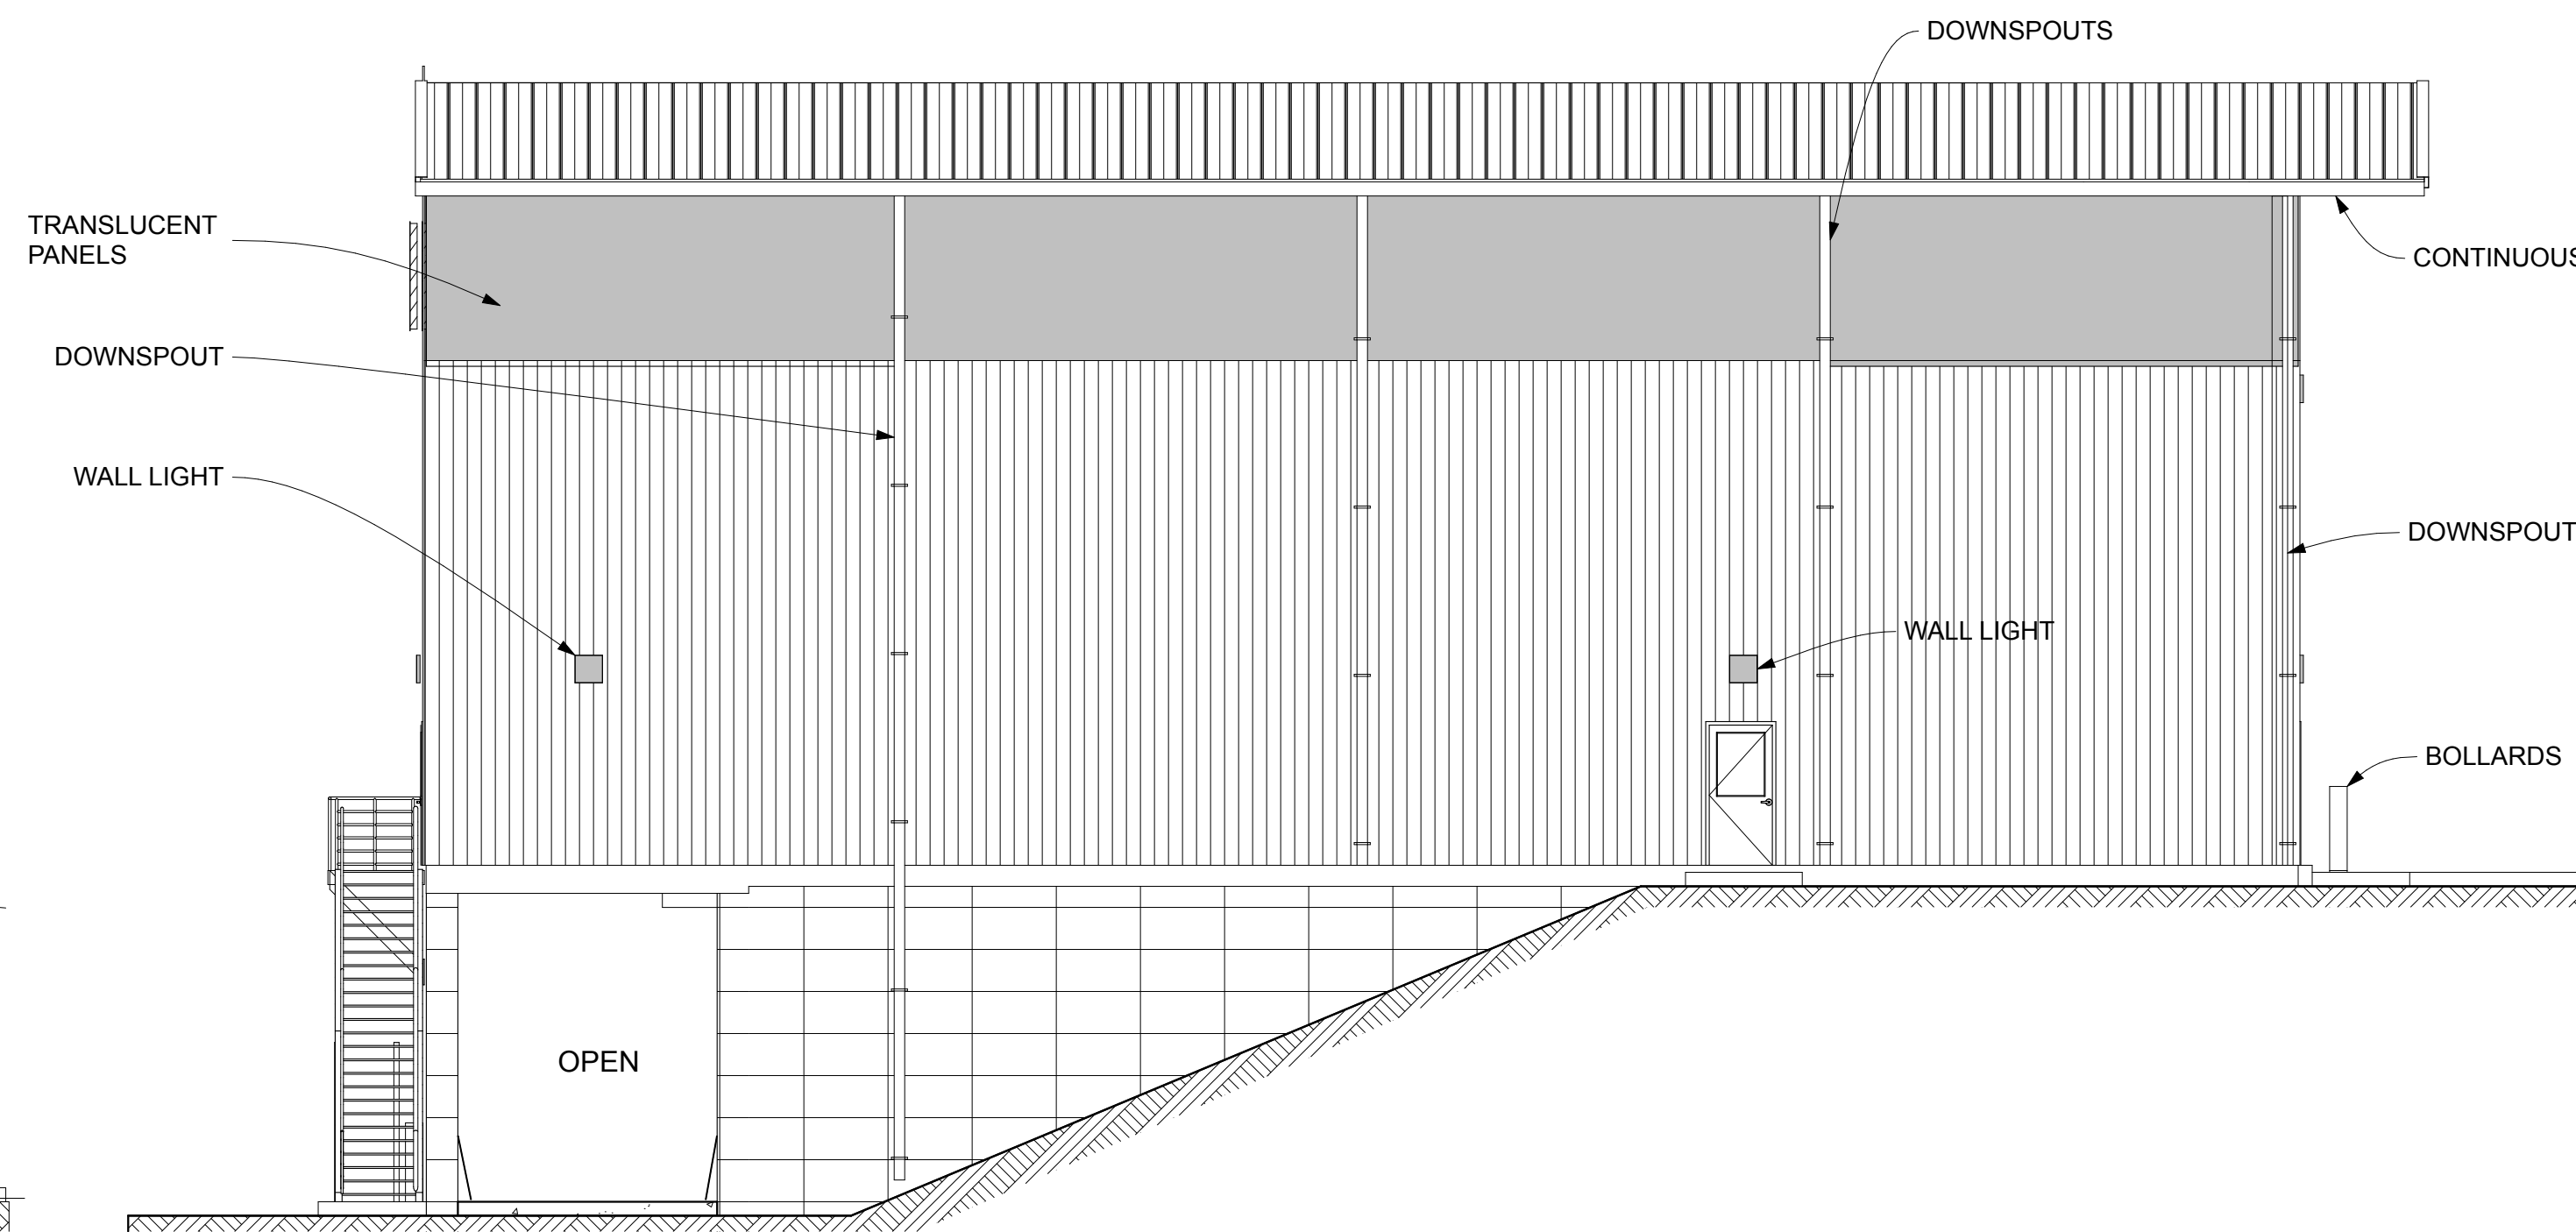 DOWNSPOUTS
TRANSLUCENT
PANELS
CONTINUOUS
DOWNSPOUT
WALL LIGHT
DOWNSPOUT
WALL LIGHT
BOLLARDS
OPEN